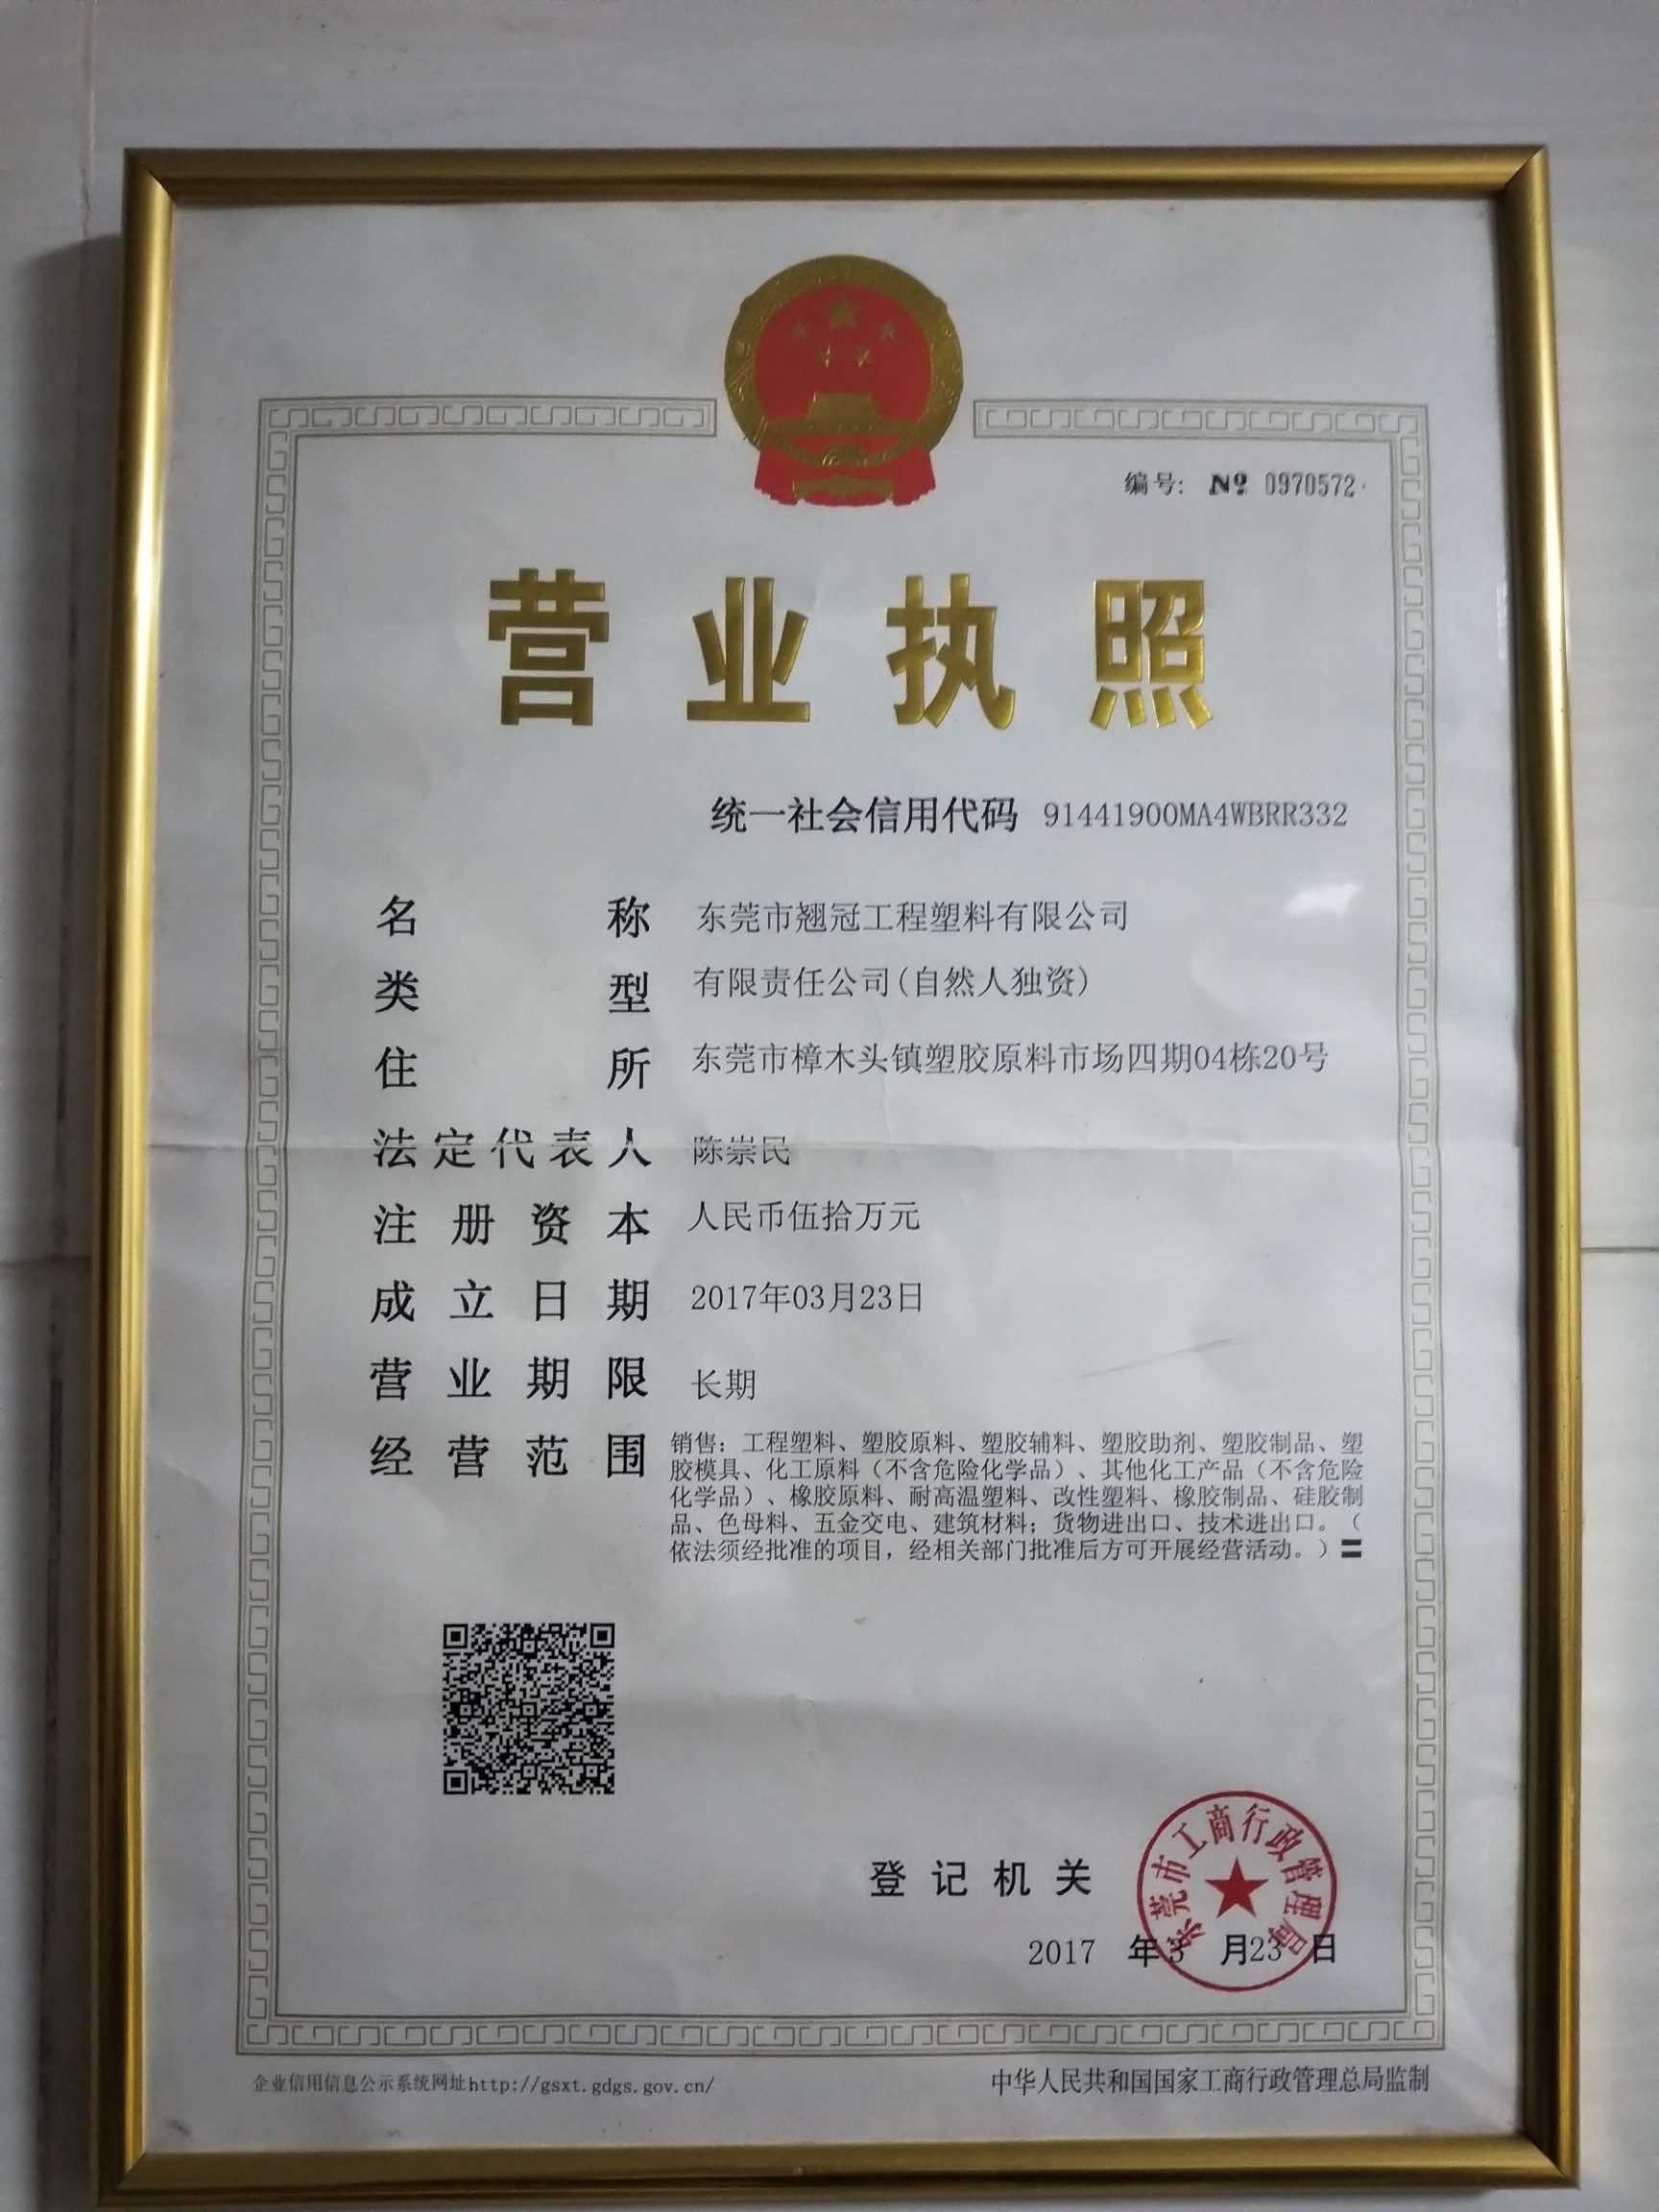 编号: № 0970572
营业执照
统一社会信用代码 91441900MA4WBRR332
名称 东莞市翘冠工程塑料有限公司
类型 有限责任公司(自然人独资)
住所 东莞市樟木头镇塑胶原料市场四期04栋20号
法定代表人 陈崇民
注册资本 人民币伍拾万元
成立日期 2017年03月23日
营业期限 长期
经营范围 销售：工程塑料、塑胶原料、塑胶辅料、塑胶助剂、塑胶制品、塑
胶模具、化工原料（不含危险化学品）、其他化工产品（不含危险
化学品）、橡胶原料、耐高温塑料、改性塑料、橡胶制品、硅胶制
品、色母料、五金交电、建筑材料；货物进出口、技术进出口。（
依法须经批准的项目，经相关部门批准后方可开展经营活动。）〓
东莞市工商行政管理局
登记机关
2017 年3 月23 日
企业信用信息公示系统网址http://gsxt.gdgs.gov.cn/
中华人民共和国国家工商行政管理总局监制